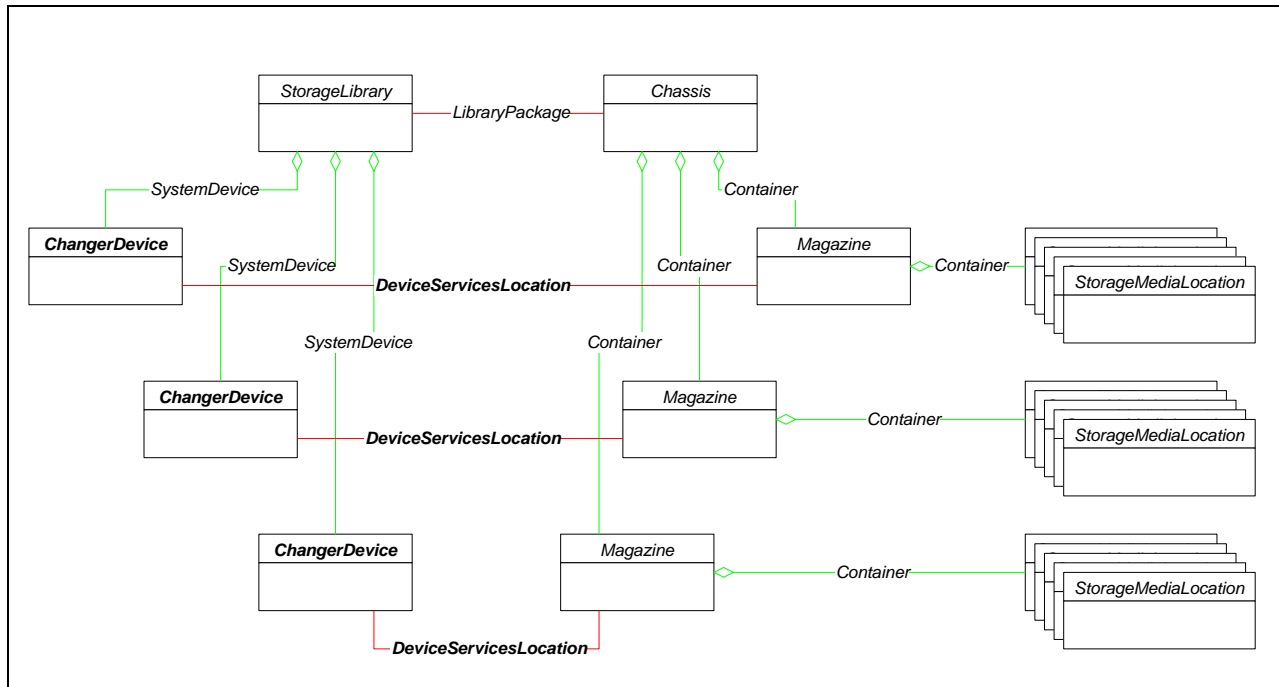 StorageLibrary
Chassis
LibraryPackage
SystemDevice
Container
ChangerDevice
Magazine
SystemDevice
Container
Container
DeviceServicesLocation
StorageMediaLocation
SystemDevice
Container
ChangerDevice
Magazine
Container
DeviceServicesLocation
StorageMediaLocation
ChangerDevice
Magazine
Container
StorageMediaLocation
DeviceServicesLocation